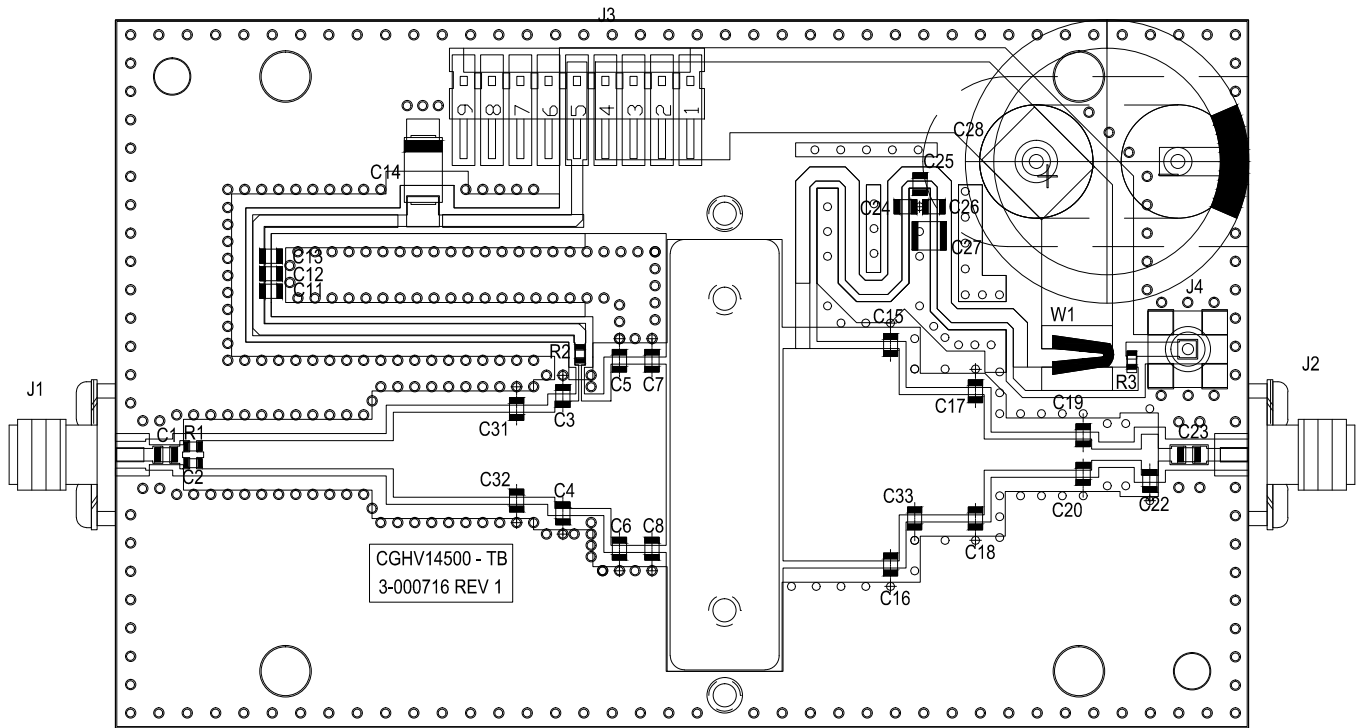 J3
9 8 7 6 5 4 3 2 1
C28
C14
C25
C24 C26
C27
C13
C12
C11
C15
W1
J4
R2
C5 C7
R3
J2
J1
C31
C3
C17
C19
C1 R1
C23
C2
C32
C4
C33
C22
C20
C6 C8
C18
C16
CGHV14500 - TB
3-000716 REV 1